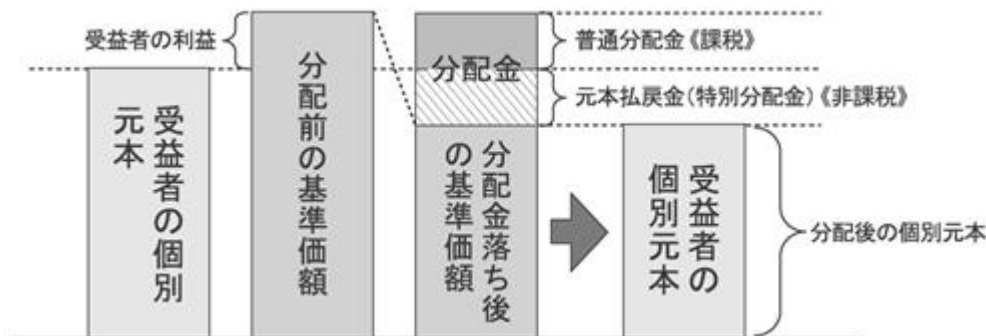 受益者の利益
受益者の個別
元本
分配前の基準価額
分配金
普通分配金《課税》
元本払戻金(特別分配金)《非課税》
分配金落ち後
の基準価額
受益者の
個別元本
分配後の個別元本